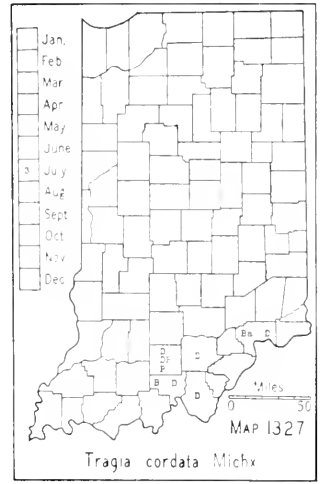 Jan.
Feb
Mar
Apr
May
June
3 July
Aug
Sept
Oct
Nov
Dec
Ba D
D
DP
P
C
B D
D
Miles
0 50
MAP 1327
Tragia cordata Michx